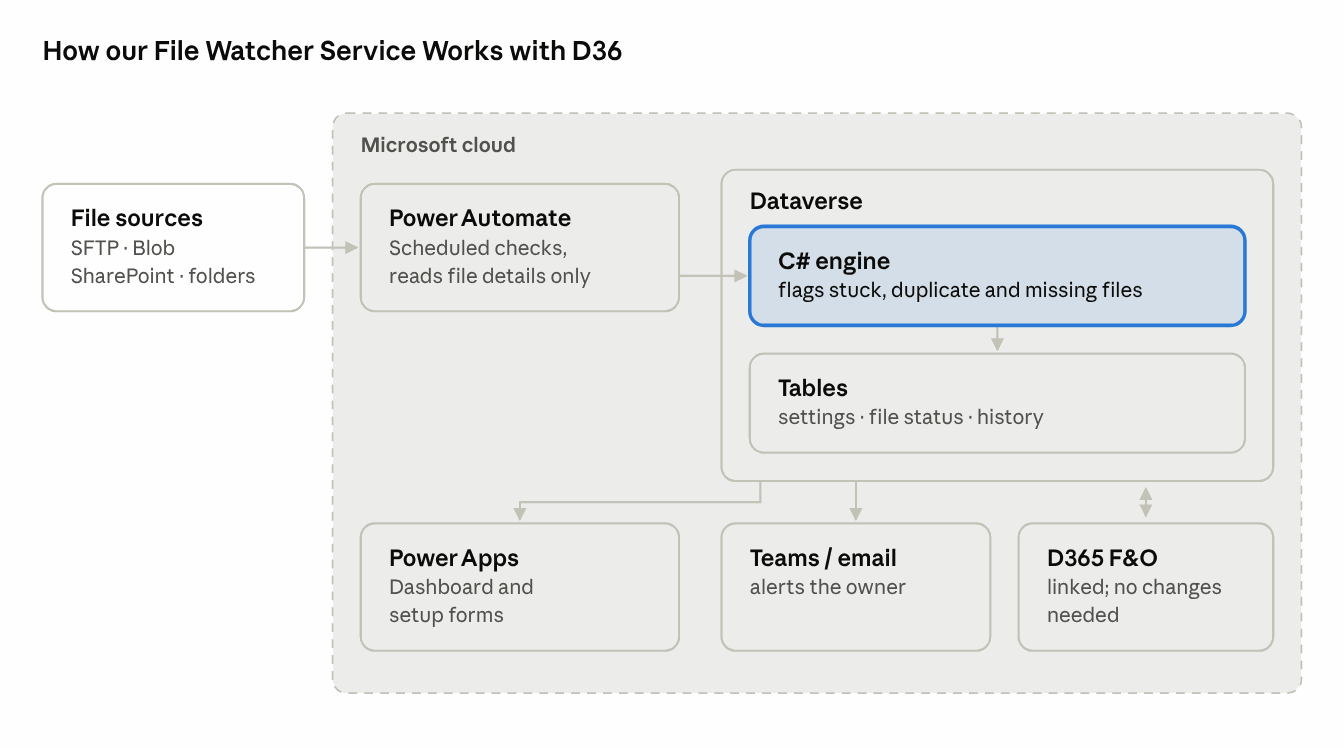 How our File Watcher Service Works with D36
Microsoft cloud
File sources
SFTP · Blob
SharePoint · folders
Power Automate
Scheduled checks,
reads file details only
Dataverse
C# engine
flags stuck, duplicate and missing files
Tables
settings · file status · history
Power Apps
Dashboard and
setup forms
Teams / email
alerts the owner
D365 F&O
linked; no changes
needed